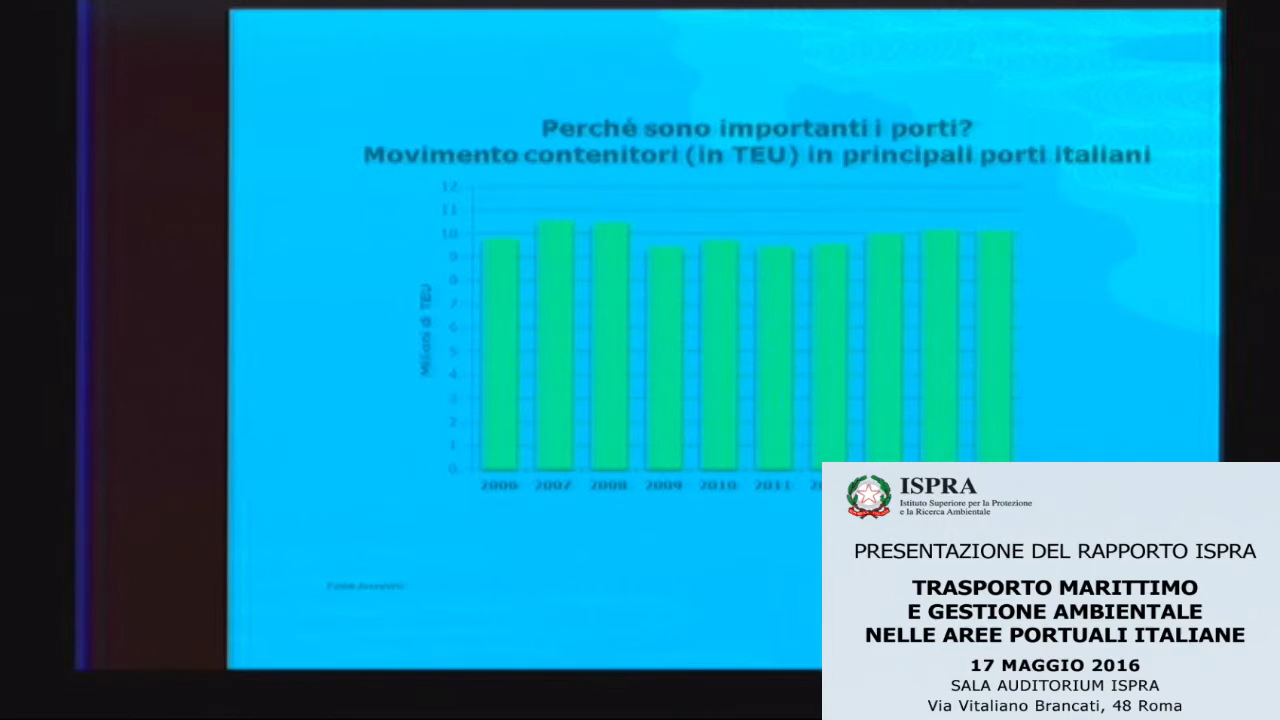 Perché sono importanti i porti?
Movimento contenitori (in TEU) in principali porti italiani
12
11
10
9
8
7
6
5
4
3
2
1
0
Milioni di TEU
2006 2007 2008 2009 2010 2011
ISPRA
Istituto Superiore per la Protezione
e la Ricerca Ambientale
PRESENTAZIONE DEL RAPPORTO ISPRA
TRASPORTO MARITTIMO
E GESTIONE AMBIENTALE
NELLE AREE PORTUALI ITALIANE
17 MAGGIO 2016
SALA AUDITORIUM ISPRA
Via Vitaliano Brancati, 48 Roma